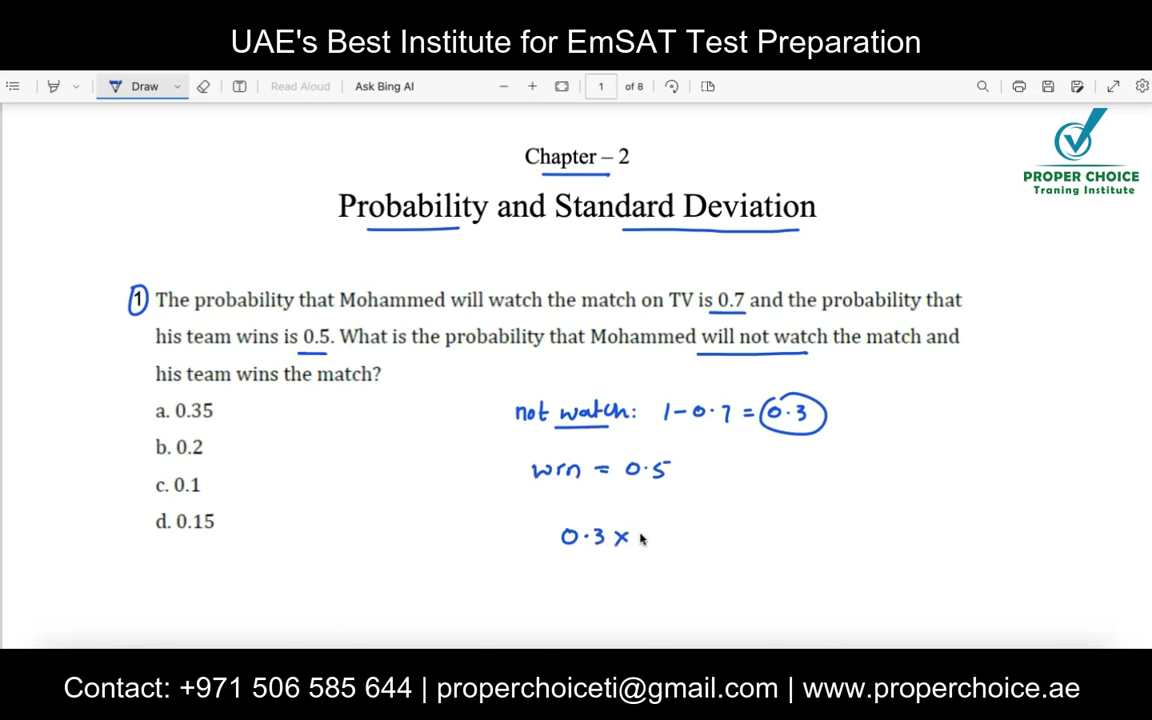 UAE's Best Institute for EmSAT Test Preparation
Draw Read Aloud Ask Bing AI 1 of 8
PROPER CHOICE
Traning Institute
Chapter – 2
Probability and Standard Deviation
1 The probability that Mohammed will watch the match on TV is 0.7 and the probability that
his team wins is 0.5. What is the probability that Mohammed will not watch the match and
his team wins the match?
a. 0.35
b. 0.2
c. 0.1
d. 0.15
not watch: 1-0.7 = 0.3
win = 0.5
0.3 x
Contact: +971 506 585 644 | properchoiceti@gmail.com | www.properchoice.ae